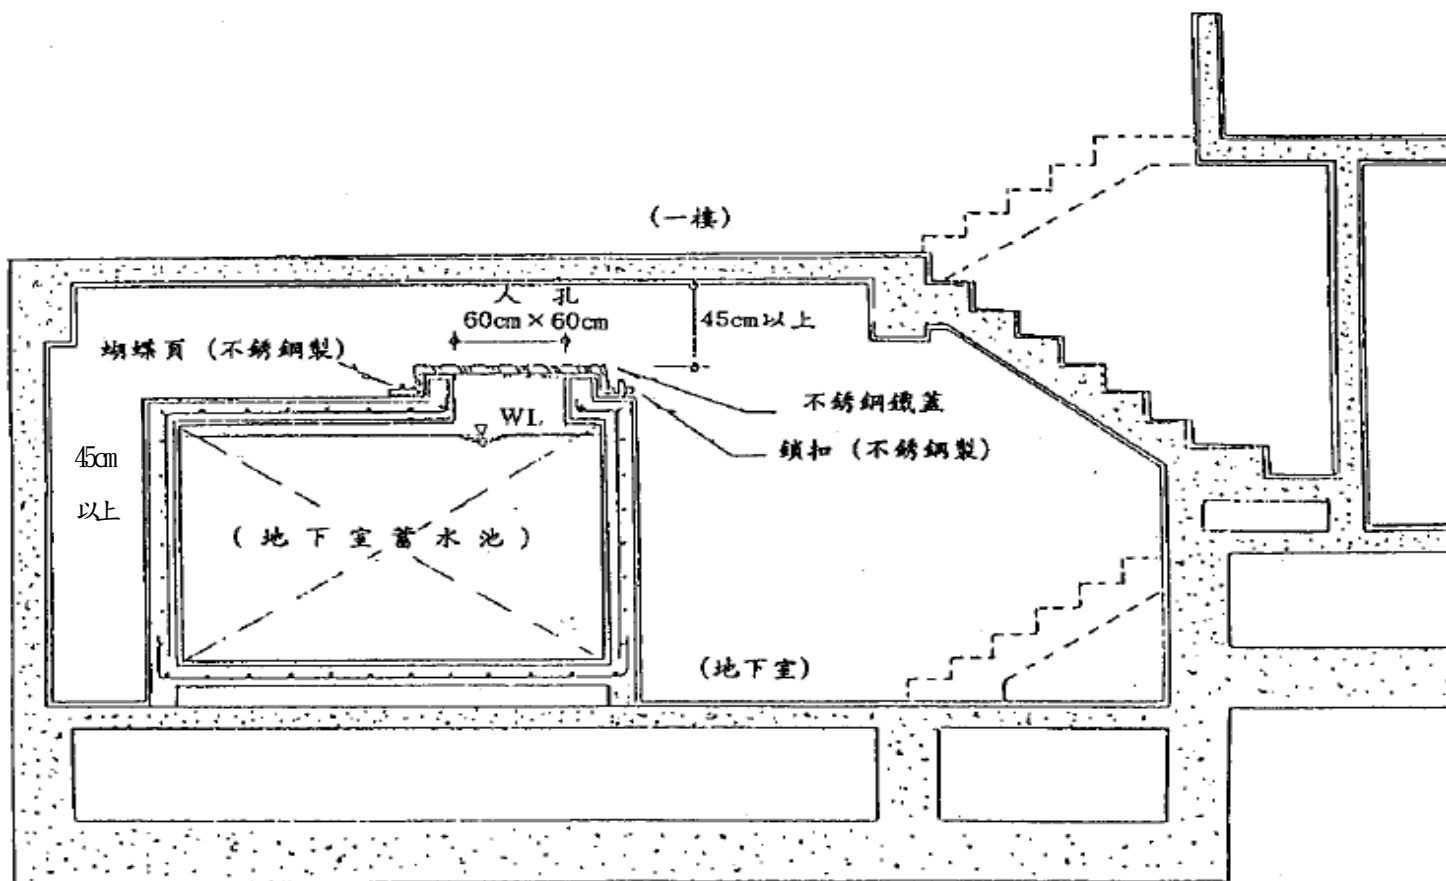 (一樓)
人 孔
60cm×60cm
45cm以上
蝴蝶頁 (不銹鋼製)
不銹鋼鐵蓋
WL
鎖扣 (不銹鋼製)
45cm
以上
( 地 下 室 蓄 水 池 )
(地下室)